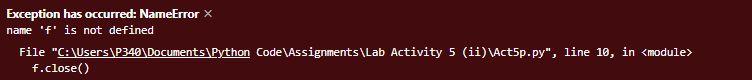 Exception has occurred: NameError ×
name 'f' is not defined
File "C:\Users\P340\Documents\Python Code\Assignments\Lab Activity 5 (ii)\Act5p.py", line 10, in <module>
f.close()